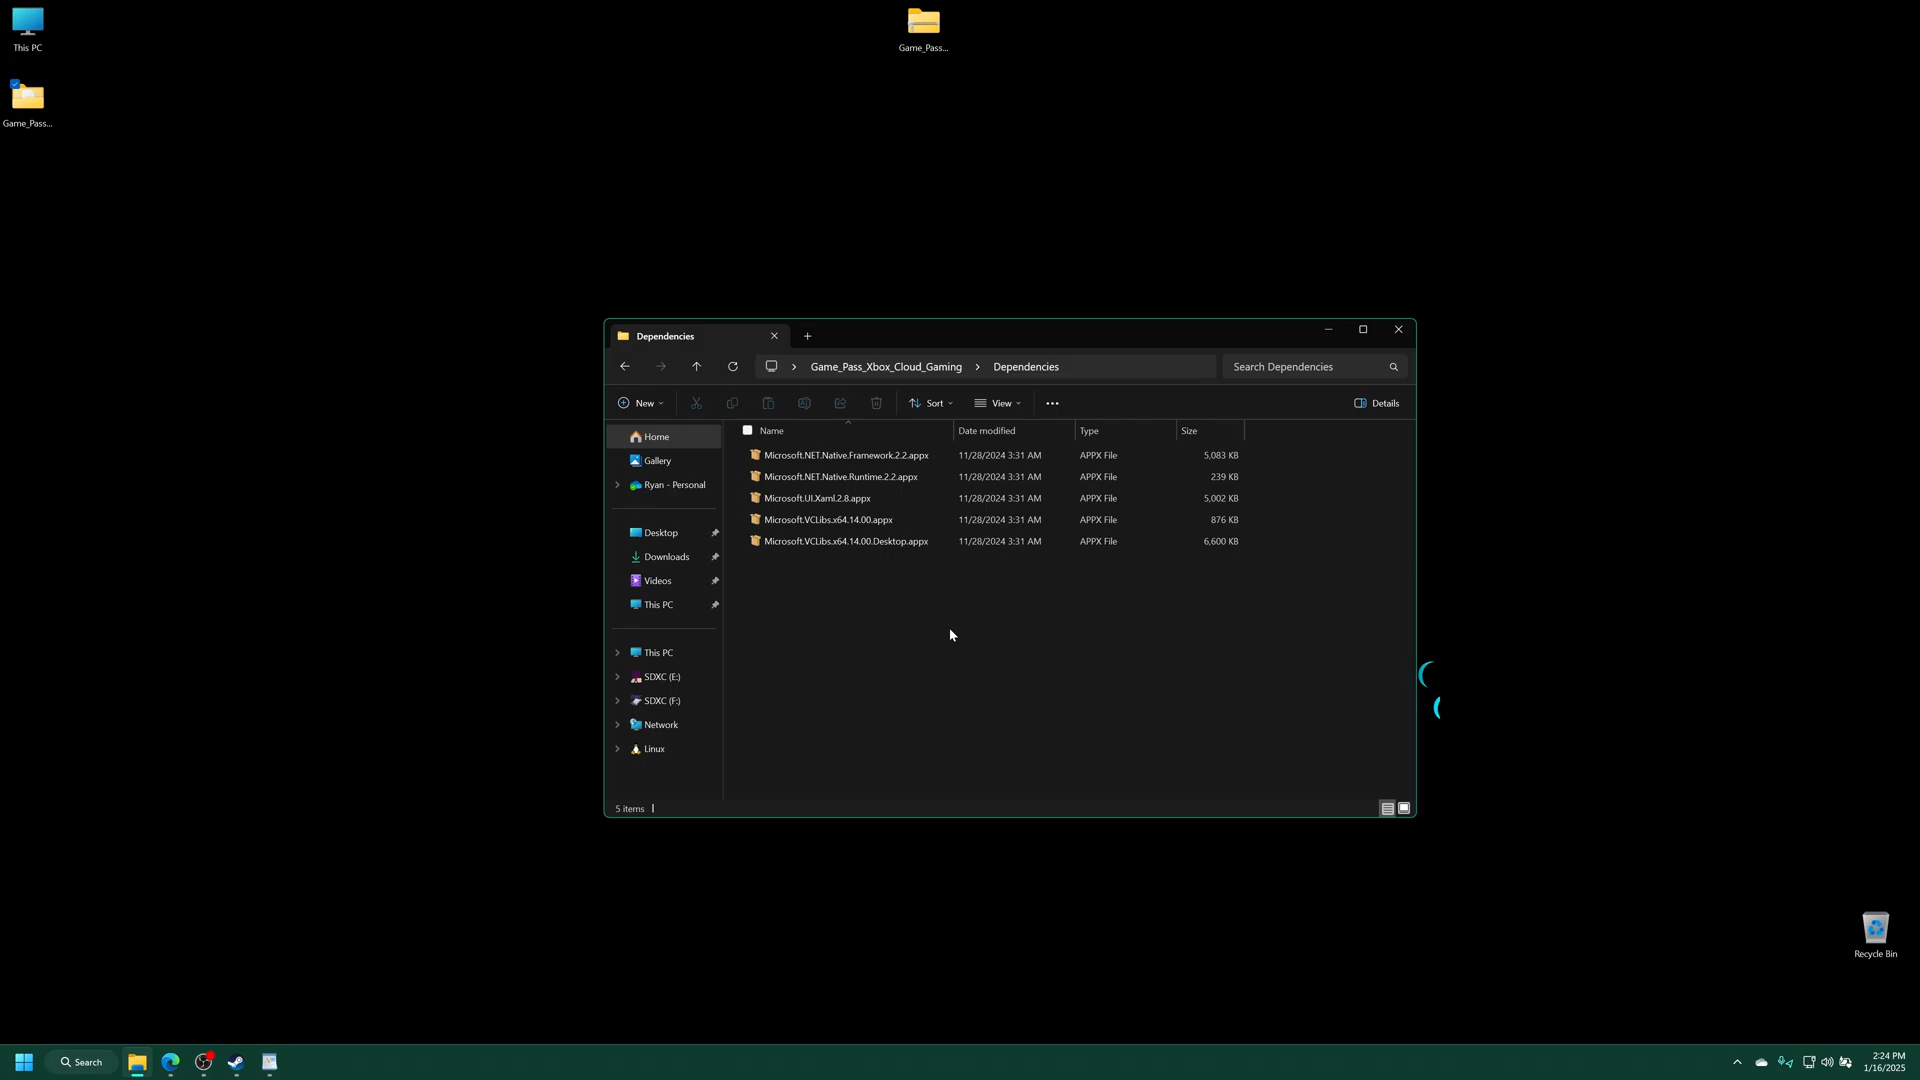 This PC
Game_Pass...
Game_Pass...
Dependencies
Game_Pass_Xbox_Cloud_Gaming
Dependencies
Search Dependencies
New
Sort
View
Details
Home
Gallery
Ryan - Personal
Desktop
Downloads
Videos
This PC
This PC
SDXC (E:)
SDXC (F:)
Network
Linux
Name Date modified Type Size
Microsoft.NET.Native.Framework.2.2.appx 11/28/2024 3:31 AM APPX File 5,083 KB
Microsoft.NET.Native.Runtime.2.2.appx 11/28/2024 3:31 AM APPX File 239 KB
Microsoft.UI.Xaml.2.8.appx 11/28/2024 3:31 AM APPX File 5,002 KB
Microsoft.VCLibs.x64.14.00.appx 11/28/2024 3:31 AM APPX File 876 KB
Microsoft.VCLibs.x64.14.00.Desktop.appx 11/28/2024 3:31 AM APPX File 6,600 KB
5 items
Recycle Bin
Search
2:24 PM
1/16/2025